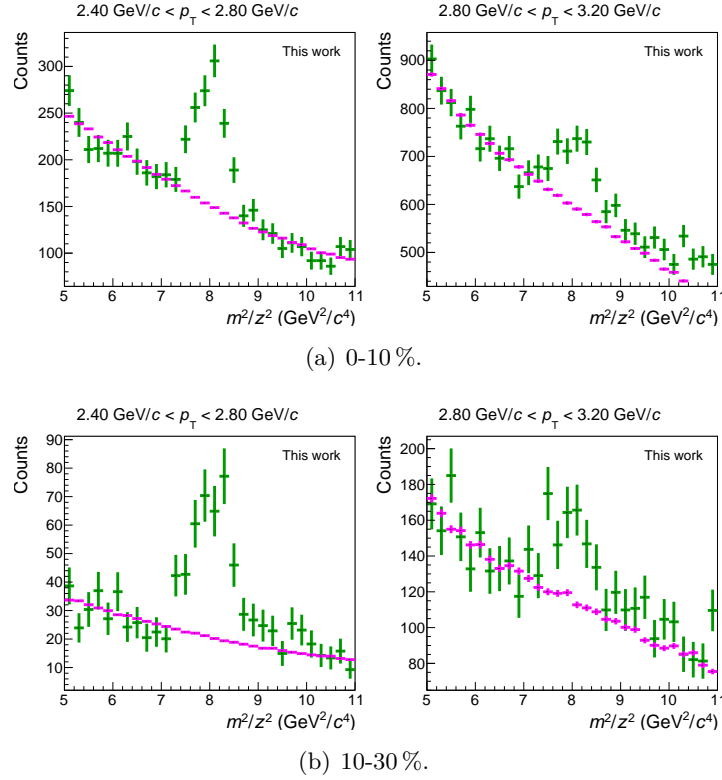 2.40 GeV/c < pT < 2.80 GeV/c
Counts
This work
300
250
200
150
100
5 6 7 8 9 10 11
m²/z² (GeV²/c⁴)
2.80 GeV/c < pT < 3.20 GeV/c
Counts
This work
900
800
700
600
500
5 6 7 8 9 10 11
m²/z² (GeV²/c⁴)
(a) 0-10 %.
2.40 GeV/c < pT < 2.80 GeV/c
Counts
This work
90
80
70
60
50
40
30
20
10
5 6 7 8 9 10 11
m²/z² (GeV²/c⁴)
2.80 GeV/c < pT < 3.20 GeV/c
Counts
This work
200
180
160
140
120
100
80
5 6 7 8 9 10 11
m²/z² (GeV²/c⁴)
(b) 10-30 %.